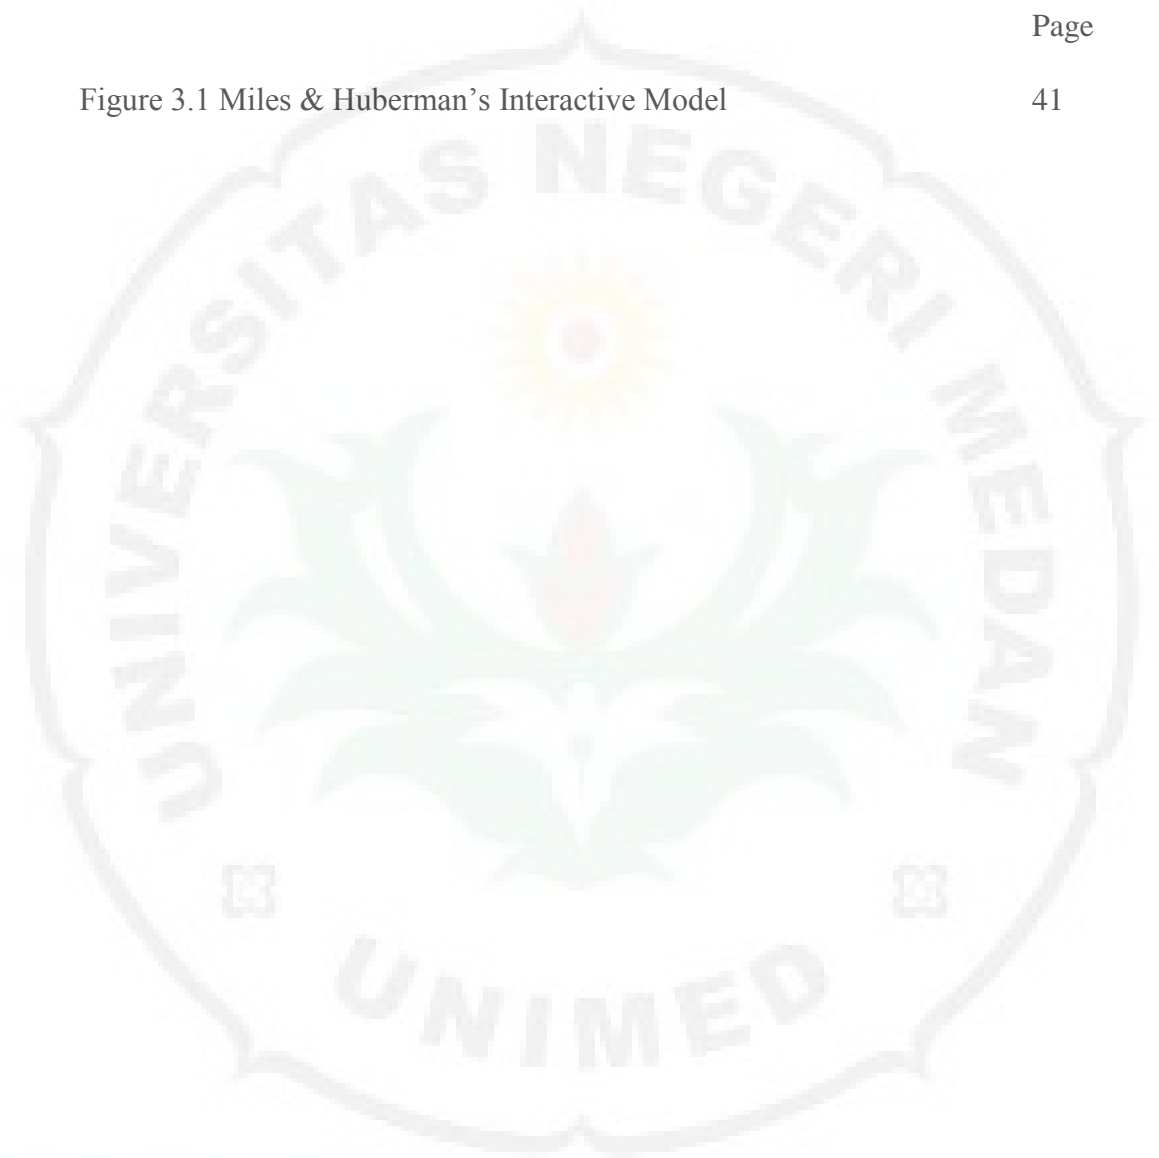 Page
Figure 3.1 Miles & Huberman’s Interactive Model 41
UNIVERSITAS NEGERI MEDAN
UNIMED